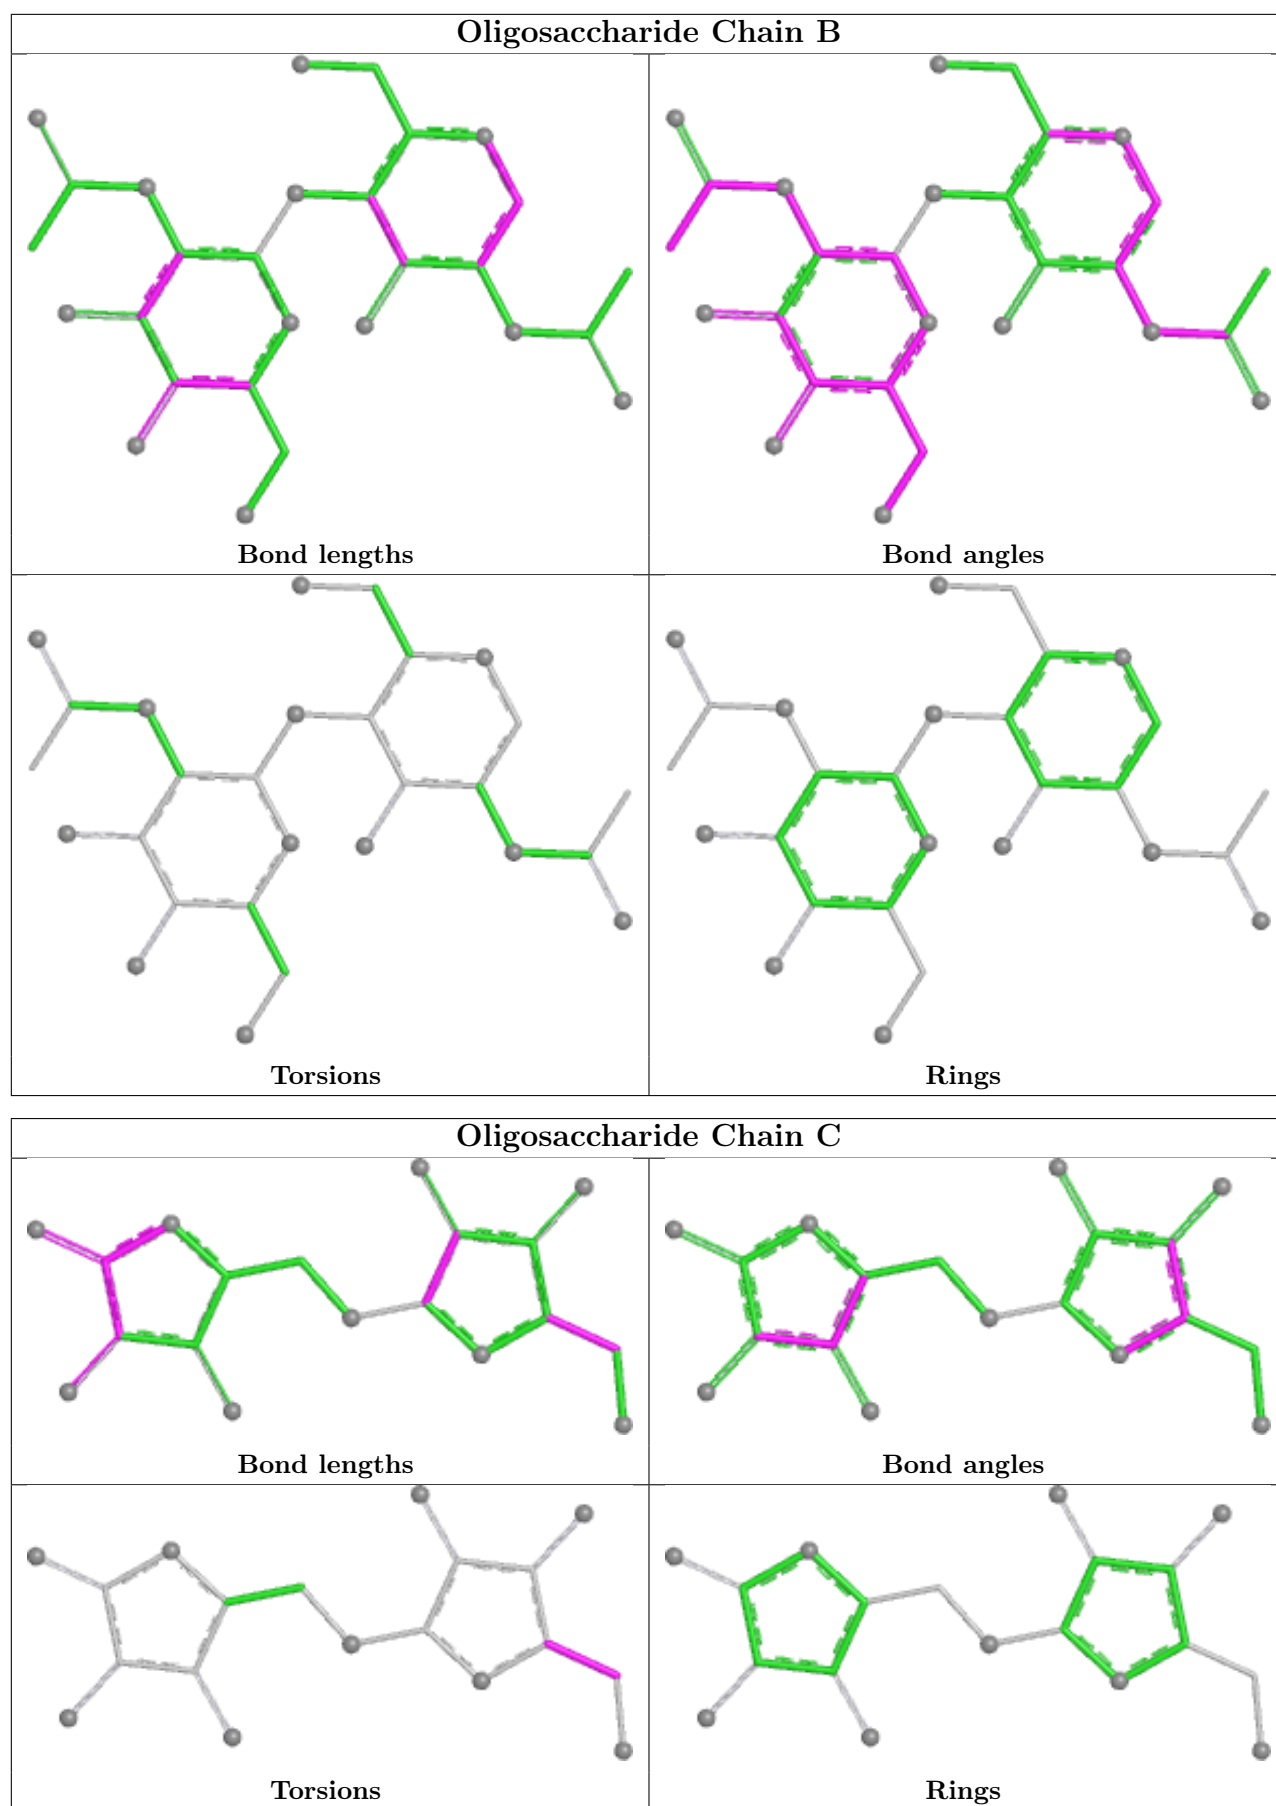 Oligosaccharide Chain B
Bond lengths
Bond angles
Torsions
Rings
Oligosaccharide Chain C
Bond lengths
Bond angles
Torsions
Rings